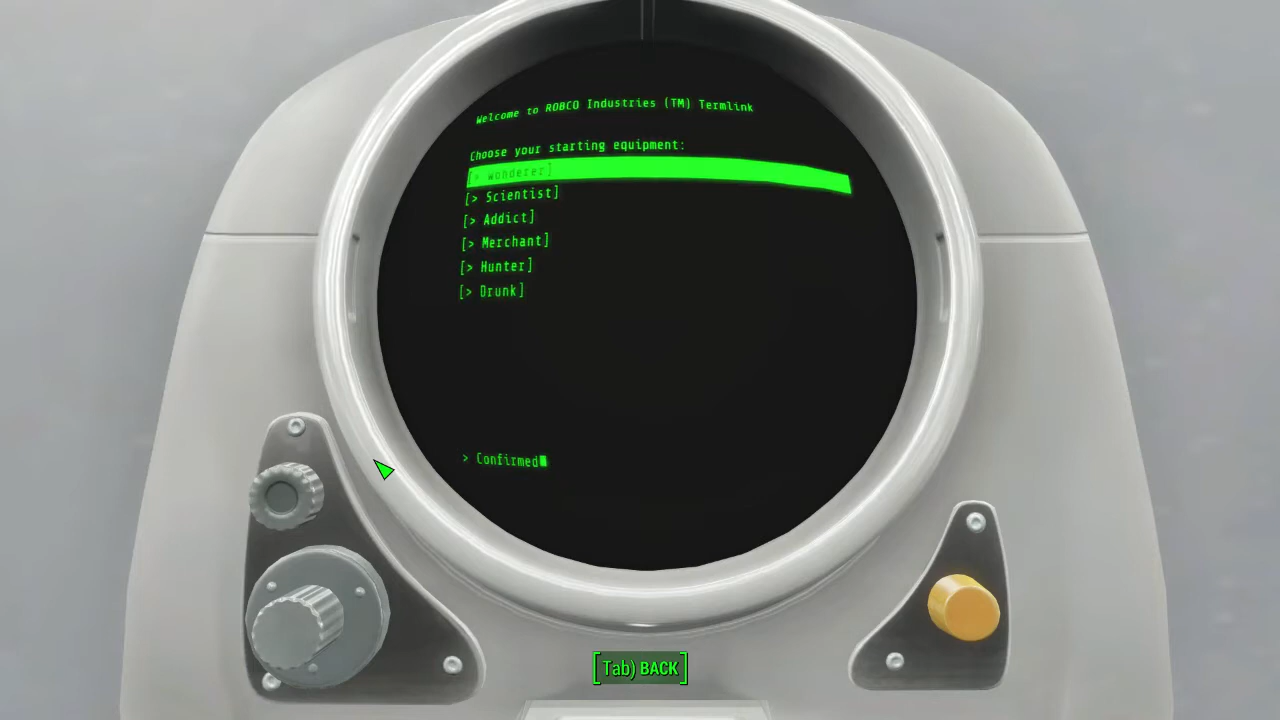 Welcome to ROBCO Industries (TM) Termlink
Choose your starting equipment:
[> Wanderer]
[> Scientist]
[> Addict]
[> Merchant]
[> Hunter]
[> Drunk]
> Confirmed
[Tab) BACK]